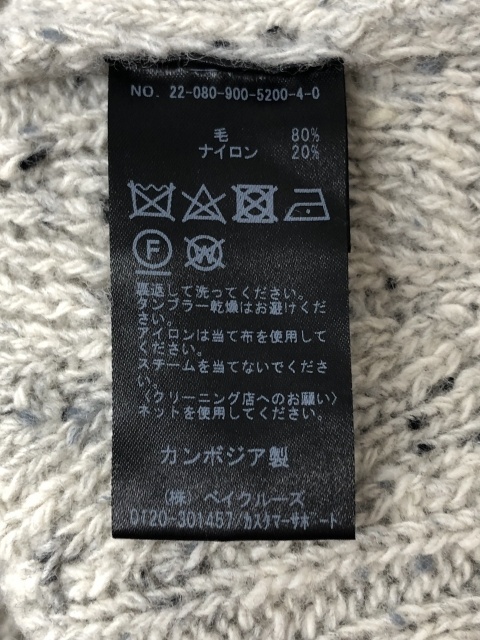 NO. 22-080-900-5200-4-0
毛 80%
ナイロン 20%
F
W
裏返して洗ってください。
タンブラー乾燥はお避けくだ
さい。
アイロンは当て布を使用して
ください。
スチームを当てないでくださ
い。
〈クリーニング店へのお願い〉
ネットを使用してください。
カンボジア製
(株) ベイクルーズ
0120-301457/カスタマーサポート